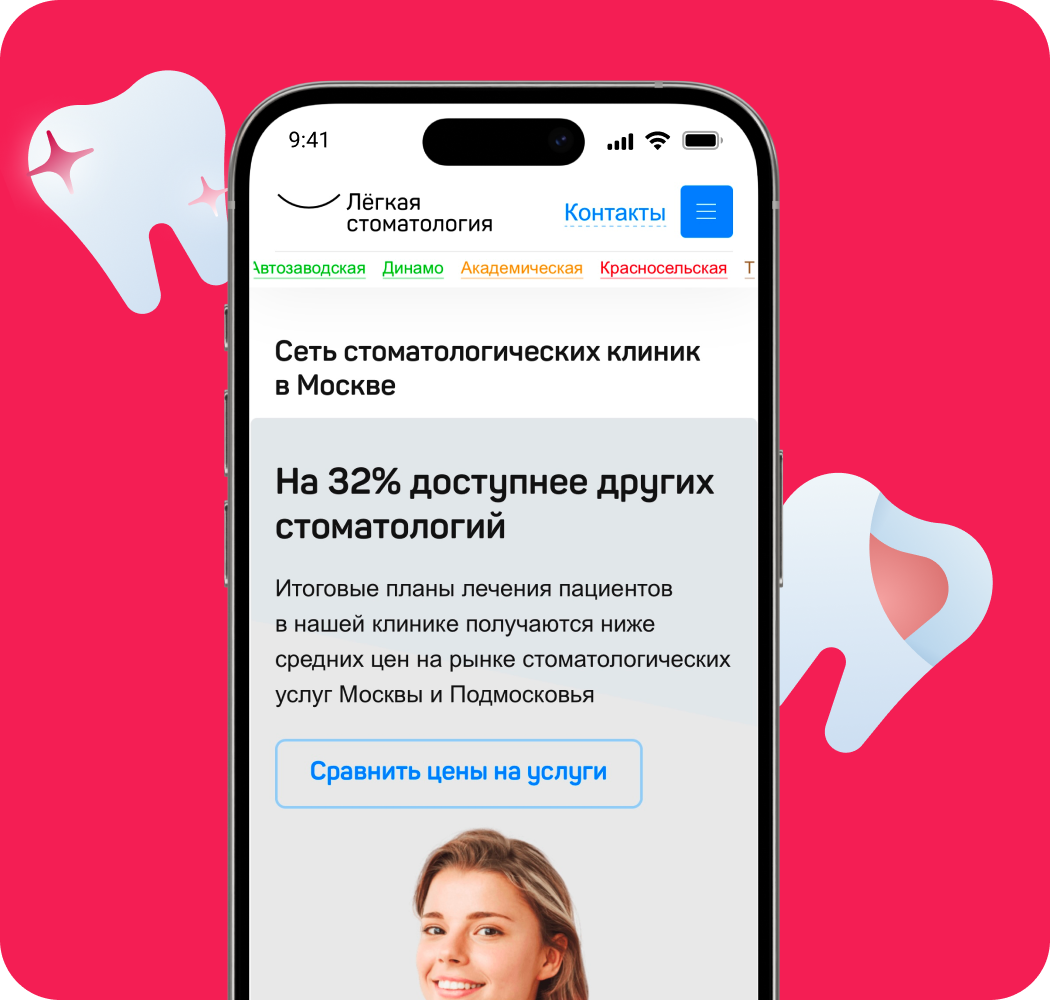 9:41
Лёгкая
стоматология
Контакты
Автозаводская Динамо Академическая Красносельская Т
Сеть стоматологических клиник
в Москве
На 32% доступнее других
стоматологий
Итоговые планы лечения пациентов
в нашей клинике получаются ниже
средних цен на рынке стоматологических
услуг Москвы и Подмосковья
Сравнить цены на услуги